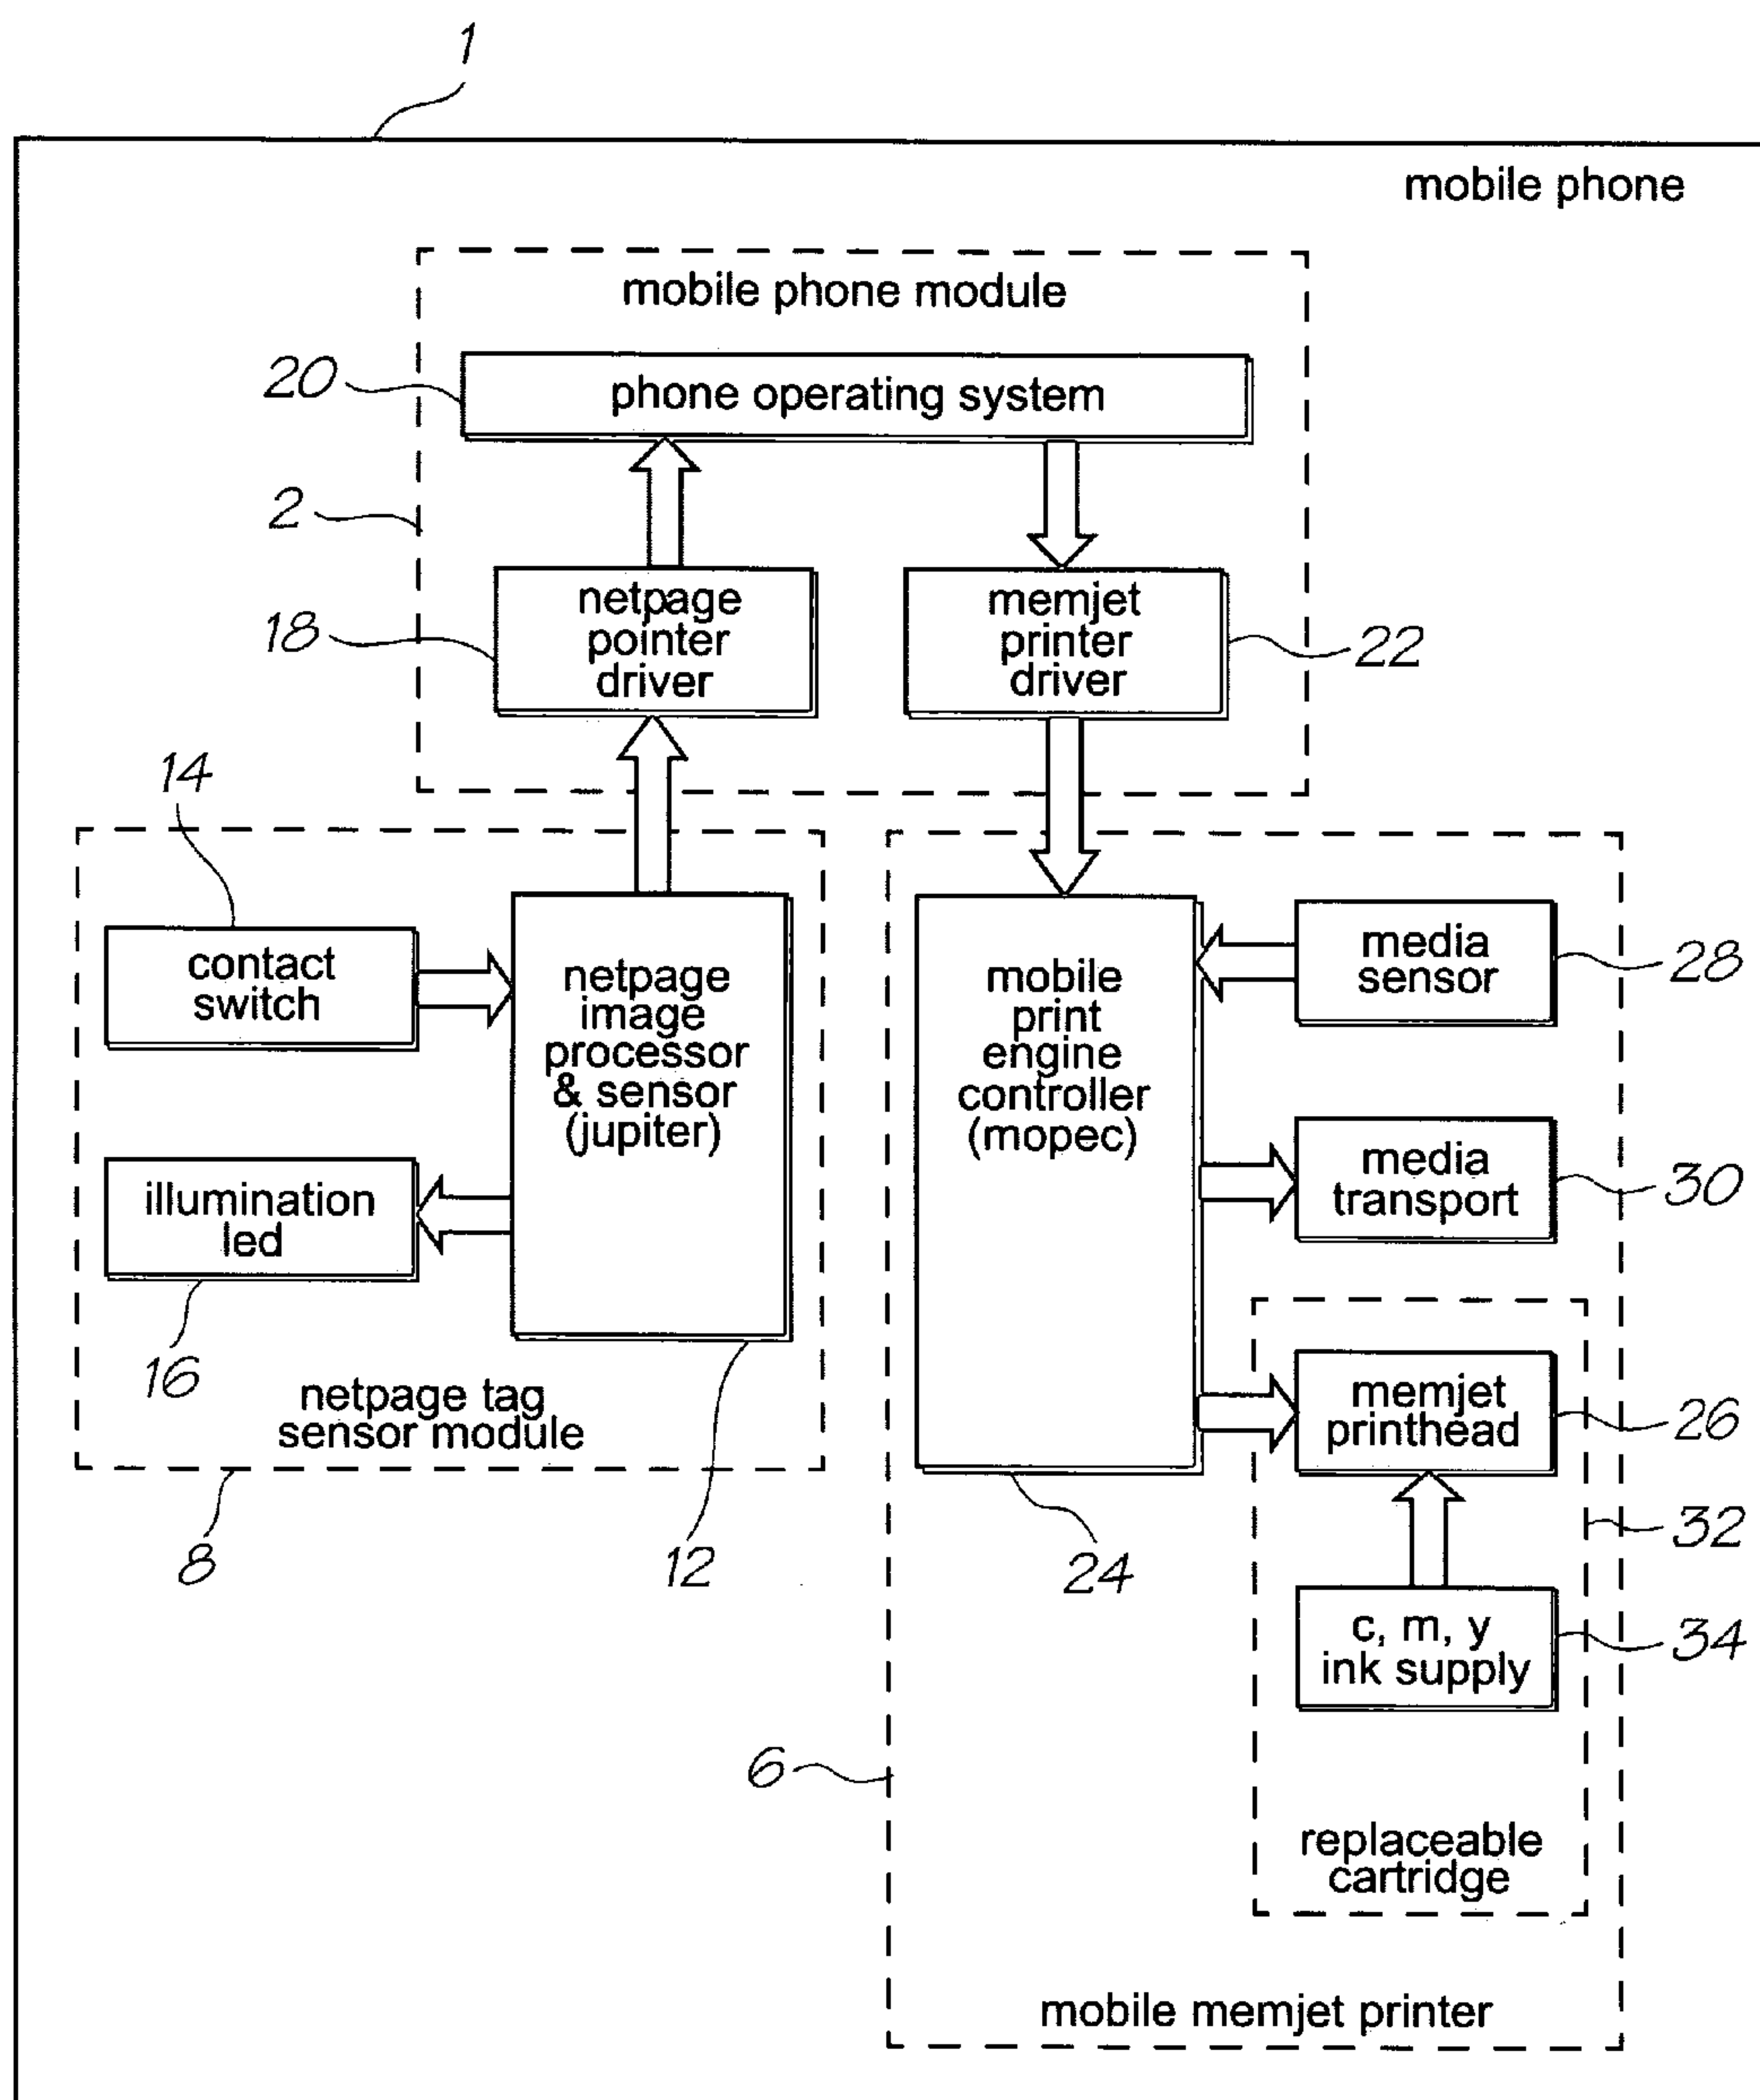 1
mobile phone
mobile phone module
20
phone operating system
2
netpage
pointer
driver
18
memjet
printer
driver
22
14
contact
switch
netpage
image
processor
& sensor
(jupiter)
illumination
led
16
netpage tag
sensor module
8
12
mobile
print
engine
controller
(mopec)
media
sensor
28
media
transport
30
memjet
printhead
26
24
32
c, m, y
ink supply
34
6
replaceable
cartridge
mobile memjet printer